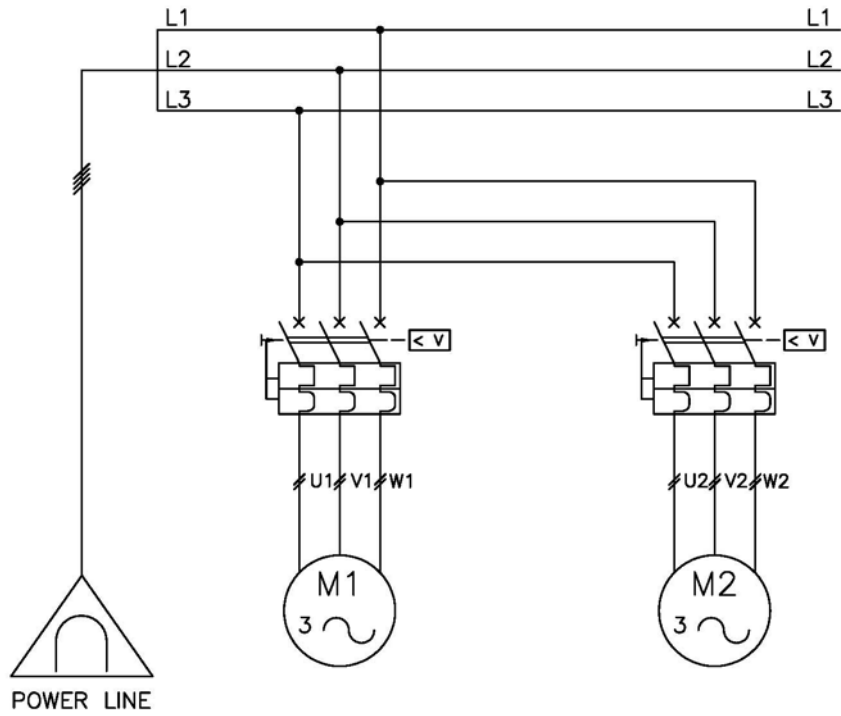 L1 L1
L2 L2
L3 L3
< V < V
U1 V1 W1 U2 V2 W2
M1 M2
3 3
POWER LINE